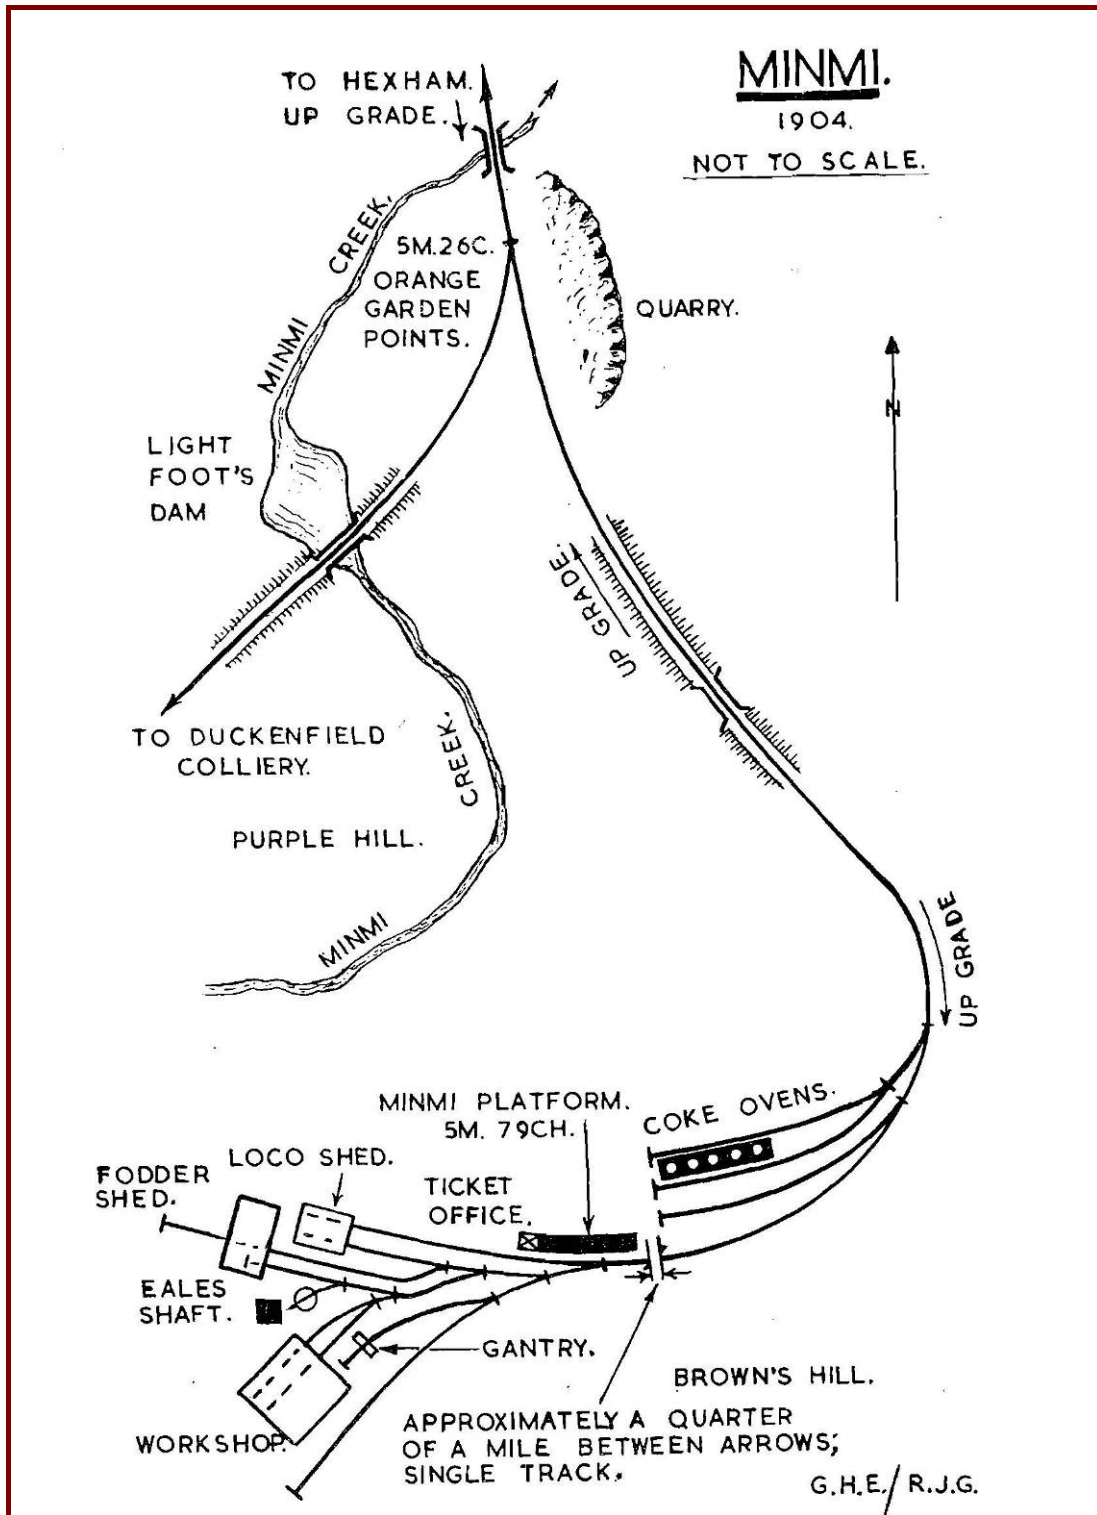 MINMI.
1904.
NOT TO SCALE.
TO HEXHAM.
UP GRADE.
MINMI CREEK.
5M.26C.
ORANGE
GARDEN
POINTS.
QUARRY.
N
LIGHT
FOOT'S
DAM
UP GRADE.
TO DUCKENFIELD
COLLIERY.
MINMI CREEK.
PURPLE HILL.
UP GRADE
MINMI PLATFORM.
5M. 79CH.
COKE OVENS.
LOCO SHED.
FODDER
SHED.
TICKET
OFFICE.
EALES
SHAFT.
GANTRY.
BROWN'S HILL.
WORKSHOP.
APPROXIMATELY A QUARTER
OF A MILE BETWEEN ARROWS;
SINGLE TRACK.
G.H.E./R.J.G.